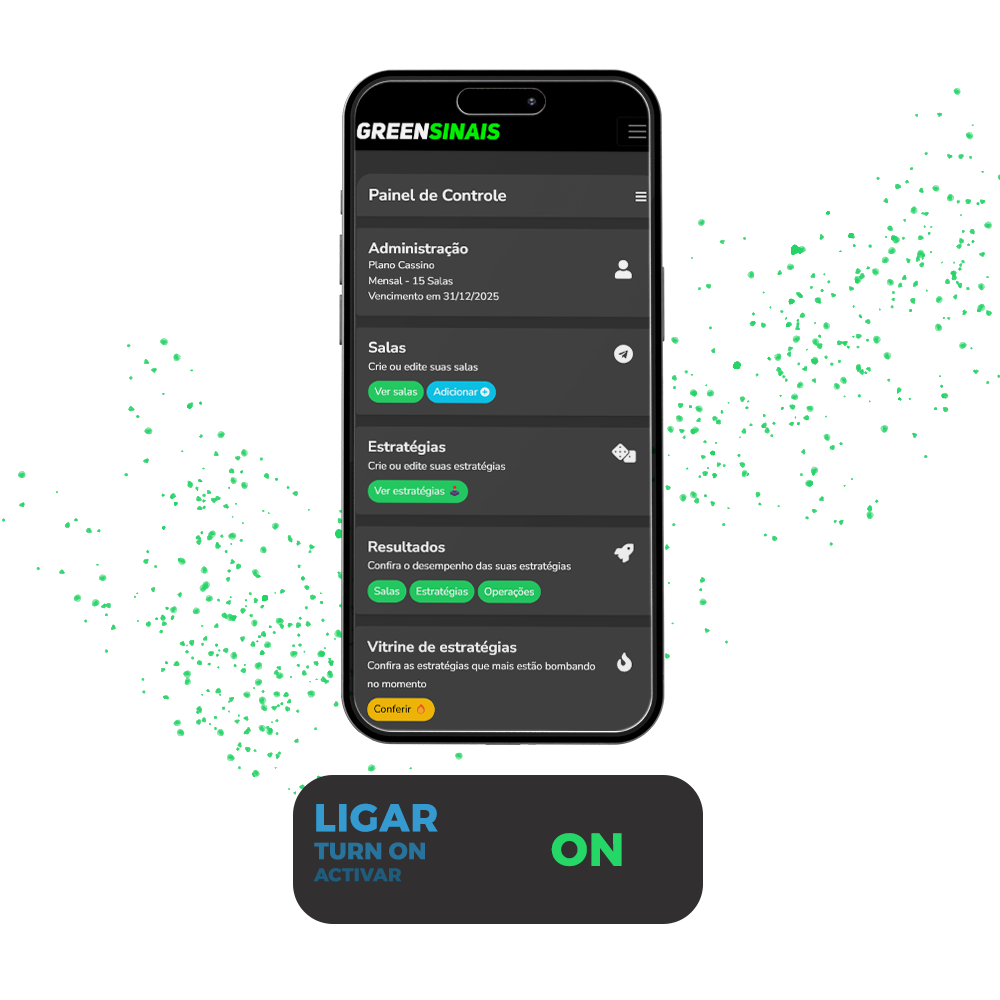 GREENSINAIS
Painel de Controle
Administração
Plano Cassino
Mensal - 15 Salas
Vencimento em 31/12/2025
Salas
Crie ou edite suas salas
Ver salas Adicionar
Estratégias
Crie ou edite suas estratégias
Ver estratégias
Resultados
Confira o desempenho das suas estratégias
Salas Estratégias Operações
Vitrine de estratégias
Confira as estratégias que mais estão bombando
no momento
Conferir
LIGAR
TURN ON
ACTIVAR
ON